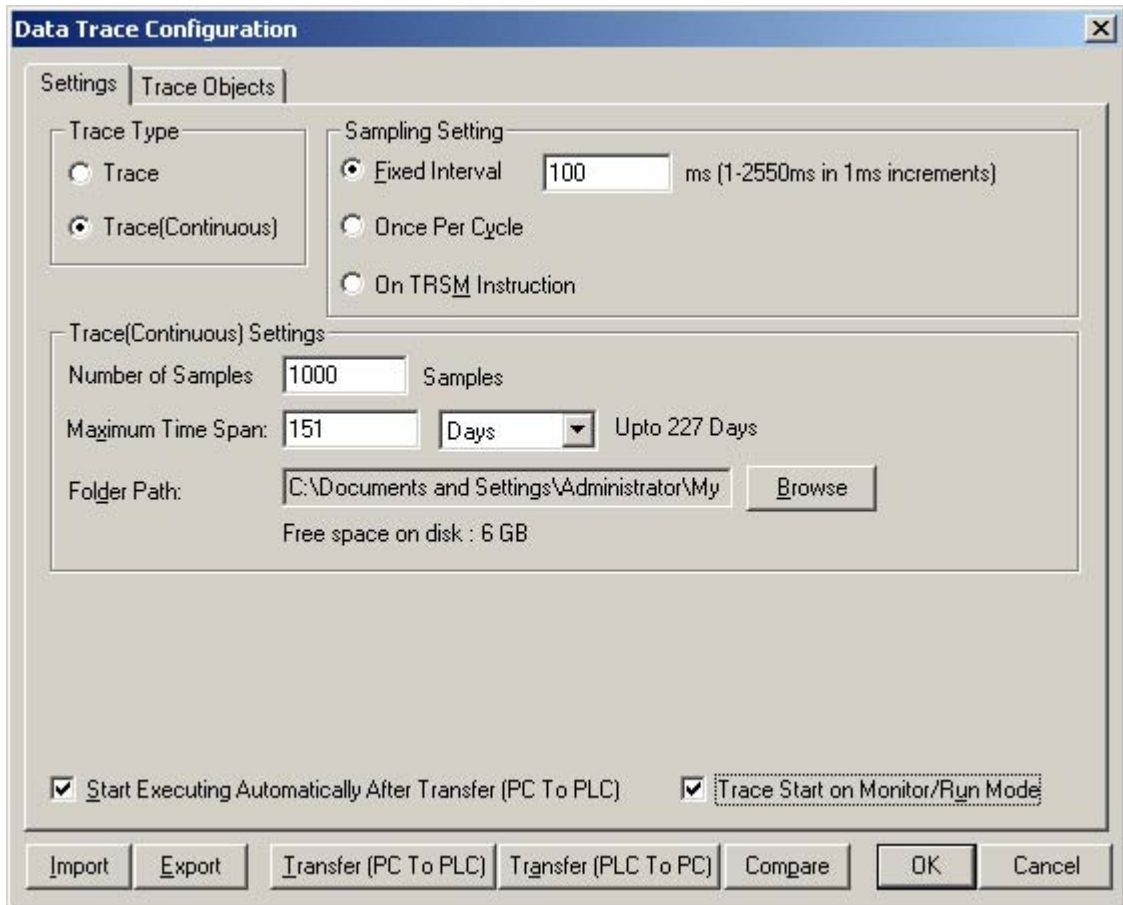 Data Trace Configuration
Settings Trace Objects
Trace Type
Trace
Trace(Continuous)
Sampling Setting
Fixed Interval 100 ms (1-2550ms in 1ms increments)
Once Per Cycle
On TRSM Instruction
Trace(Continuous) Settings
Number of Samples 1000 Samples
Maximum Time Span: 151 Days Upto 227 Days
Folder Path: C:\Documents and Settings\Administrator\My Browse
Free space on disk : 6 GB
Start Executing Automatically After Transfer (PC To PLC) Trace Start on Monitor/Run Mode
Import Export Transfer (PC To PLC) Transfer (PLC To PC) Compare OK Cancel